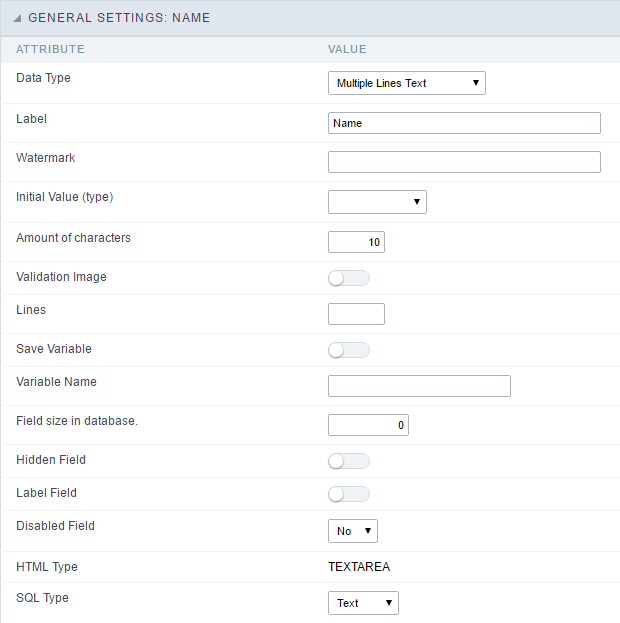 GENERAL SETTINGS: NAME
ATTRIBUTE VALUE
Data Type Multiple Lines Text
Label Name
Watermark
Initial Value (type)
Amount of characters 10
Validation Image
Lines
Save Variable
Variable Name
Field size in database. 0
Hidden Field
Label Field
Disabled Field No
HTML Type TEXTAREA
SQL Type Text